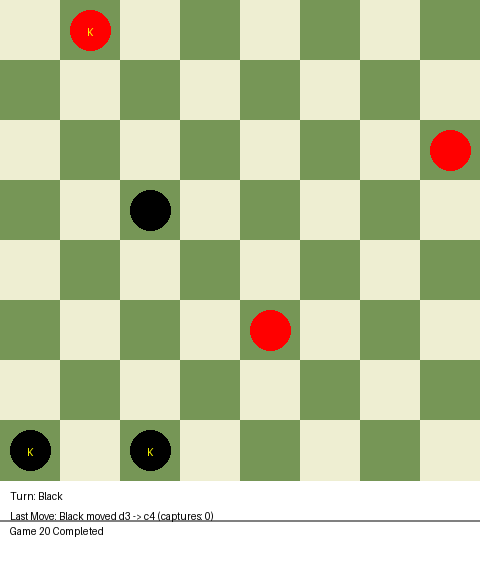 K
K
K
Turn: Black
Last Move: Black moved d3 -> c4 (captures: 0)
Game 20 Completed